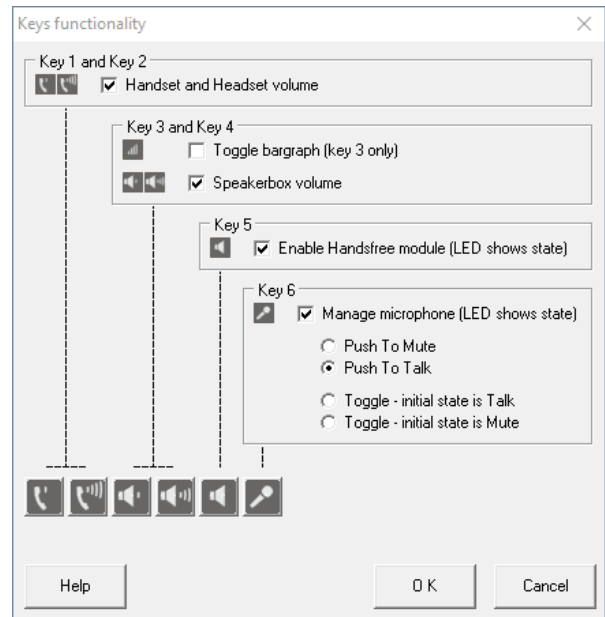 Keys functionality
Key 1 and Key 2
Handset and Headset volume
Key 3 and Key 4
Toggle bargraph (key 3 only)
Speakerbox volume
Key 5
Enable Handsfree module (LED shows state)
Key 6
Manage microphone (LED shows state)
Push To Mute
Push To Talk
Toggle - initial state is Talk
Toggle - initial state is Mute
Help
O K
Cancel